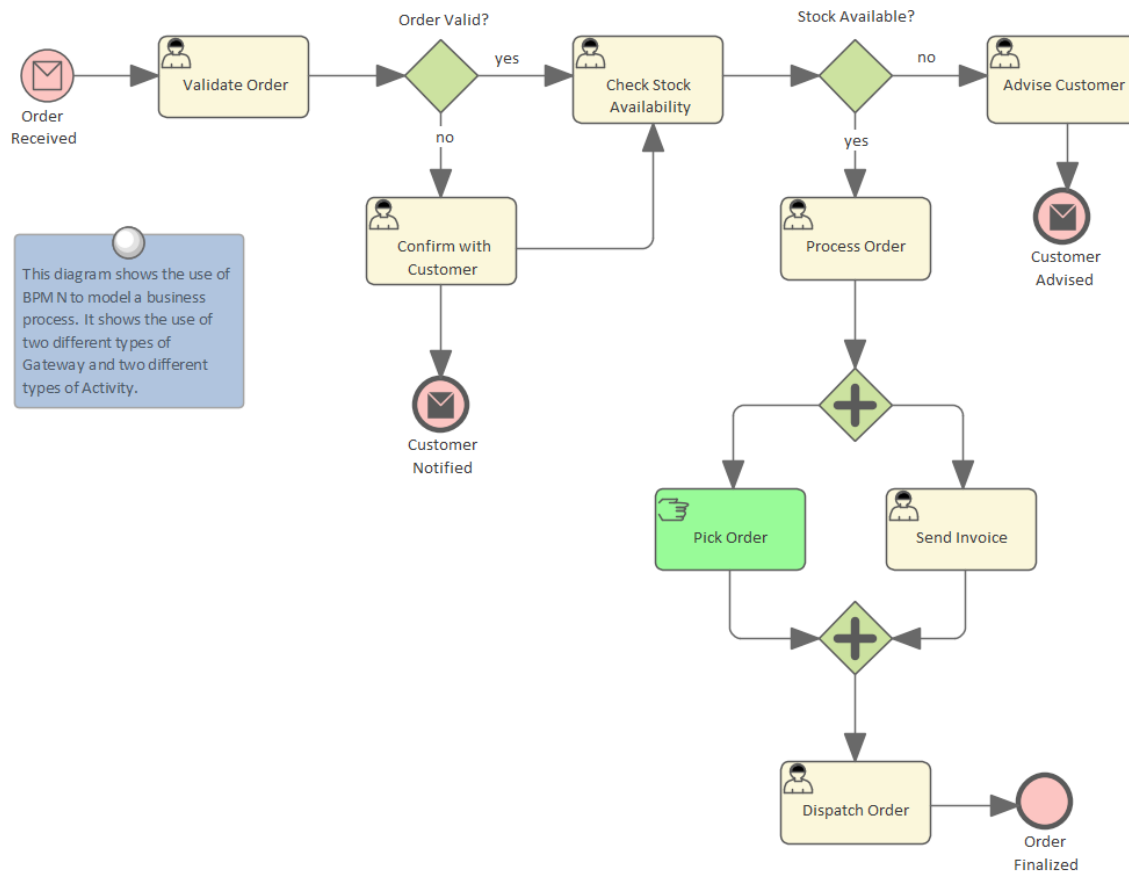 Order Valid?
Stock Available?
Validate Order
yes
Check Stock
Availability
no
Advise Customer
Order
Received
no
yes
Confirm with
Customer
Process Order
Customer
Advised
This diagram shows the use of
BPMN to model a business
process. It shows the use of
two different types of
Gateway and two different
types of Activity.
Customer
Notified
Pick Order
Send Invoice
Dispatch Order
Order
Finalized